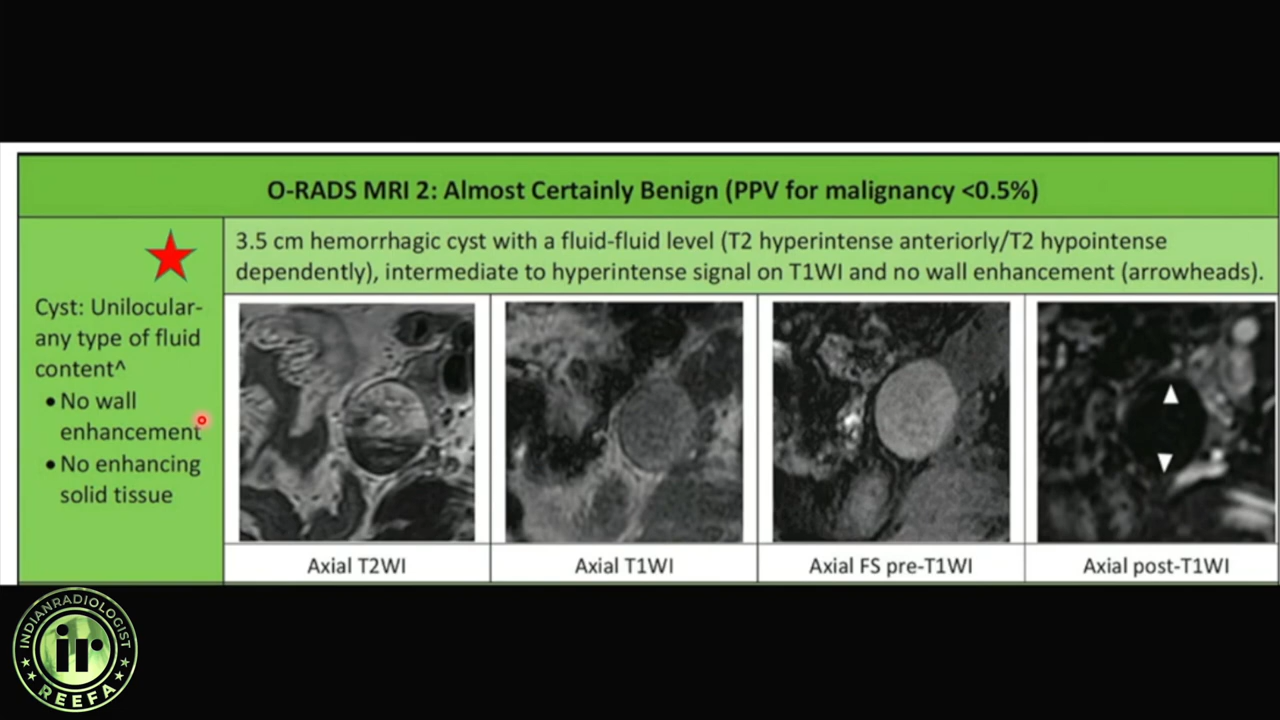 O-RADS MRI 2: Almost Certainly Benign (PPV for malignancy <0.5%)
3.5 cm hemorrhagic cyst with a fluid-fluid level (T2 hyperintense anteriorly/T2 hypointense
dependently), intermediate to hyperintense signal on T1WI and no wall enhancement (arrowheads).
Cyst: Unilocular-
any type of fluid
content^
• No wall
enhancement
• No enhancing
solid tissue
Axial T2WI
Axial T1WI
Axial FS pre-T1WI
Axial post-T1WI
INDIANRADIOLOGIST
ir
REEFA